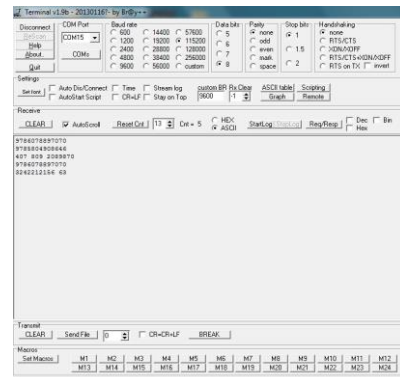 Terminal v1.9b - 20130116? - by Br@y++
Disconnect
ReScan
Help
About..
Quit
COM Port
COM15
COMs
Baud rate
600 14400 57600
1200 19200 115200
2400 28800 128000
4800 38400 256000
9600 56000 custom
Data bits
5
6
7
8
Parity
none
odd
even
mark
space
Stop bits
1
1.5
2
Handshaking
none
RTS/CTS
XON/XOFF
RTS/CTS+XON/XOFF
RTS on TX invert
Settings
Set font
Auto Dis/Connect Time Stream log
AutoStart Script CR=LF Stay on Top
custom BR Rx Clear
9600 -1
ASCII table Scripting
Graph Remote
Receive
CLEAR AutoScroll Reset Cnt 13 Cnt = 5
HEX
ASCII
StartLog StopLog Req/Resp
Dec Bin
Hex
9786078897070
9788804908646
407 809 2089870
9786078897070
3242212156 63
Transmit
CLEAR Send File 0 CR=CR+LF BREAK
Macros
Set Macros M1 M2 M3 M4 M5 M6 M7 M8 M9 M10 M11 M12
M13 M14 M15 M16 M17 M18 M19 M20 M21 M22 M23 M24